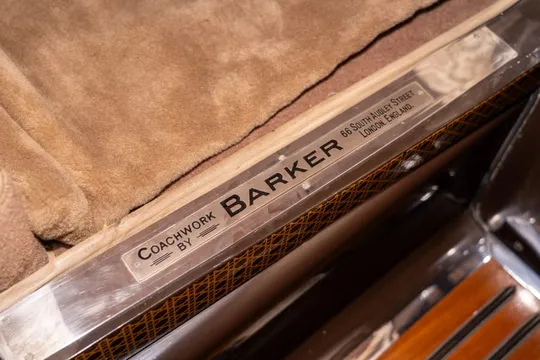 COACHWORK
BY
BARKER
66 SOUTH AUDLEY STREET
LONDON, ENGLAND.